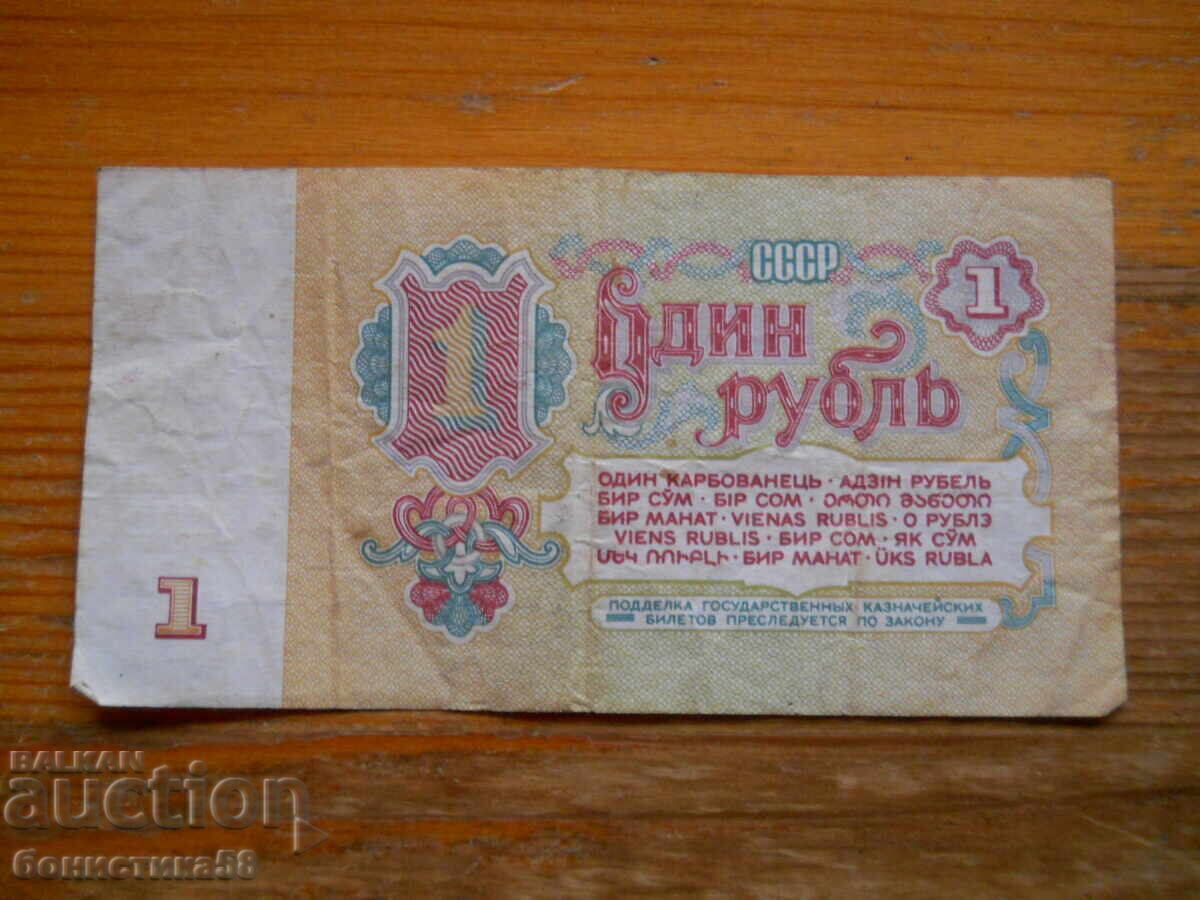 СССР
1
1
Один
рубль
ОДИН КАРБОВАНЕЦЬ · АДЗІН РУБЕЛЬ
БИР СЎМ · БІР СОМ · ᲔᲠᲗᲘ ᲛᲐᲜᲔᲗᲘ
БИР МАНАТ · VIENAS RUBLIS · О РУБЛЭ
VIENS RUBLIS · БИР СОМ · ЯК СЎМ
ՄԵԿ ՌՈՒԲԼԻ · БИР МАНАТ · ÜKS RUBLA
ПОДДЕЛКА ГОСУДАРСТВЕННЫХ КАЗНАЧЕЙСКИХ
БИЛЕТОВ ПРЕСЛЕДУЕТСЯ ПО ЗАКОНУ
1
BALKAN
auction
бонистика58